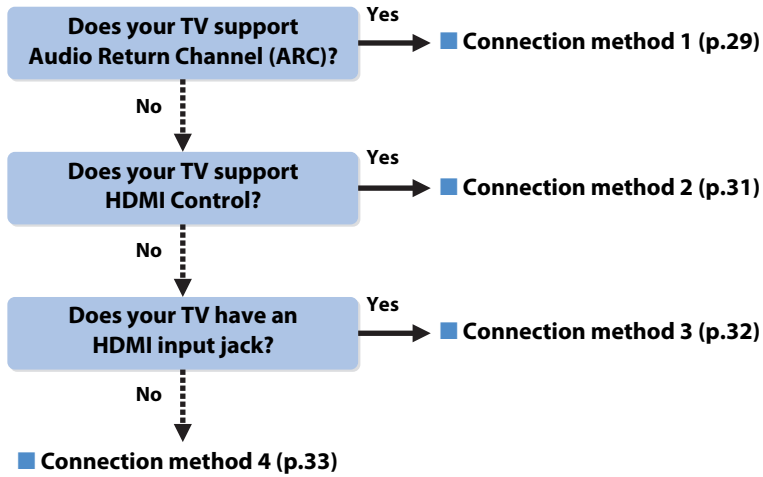 Does your TV support
Audio Return Channel (ARC)?
Yes
Connection method 1 (p.29)
No
Does your TV support
HDMI Control?
Yes
Connection method 2 (p.31)
No
Does your TV have an
HDMI input jack?
Yes
Connection method 3 (p.32)
No
Connection method 4 (p.33)